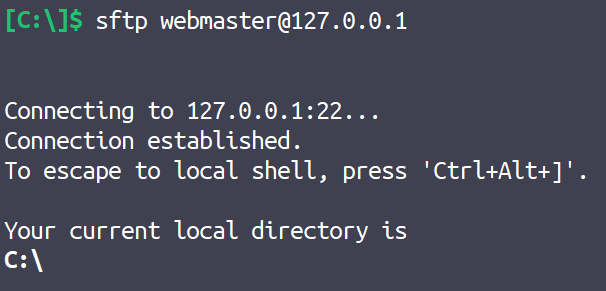 [C:\]$ sftp webmaster@127.0.0.1
Connecting to 127.0.0.1:22...
Connection established.
To escape to local shell, press 'Ctrl+Alt+]'.
Your current local directory is
C:\